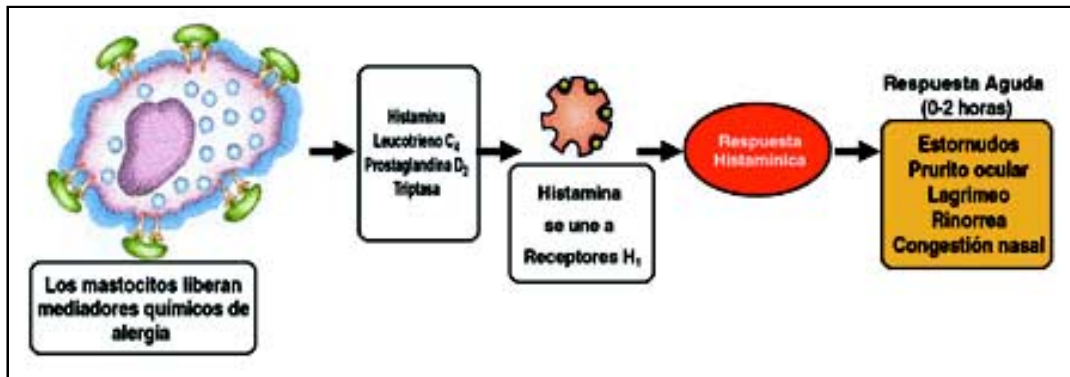 Los mastocitos liberan
mediadores químicos de
alergia
Histamina
Leucotrieno C₄
Prostaglandina D₂
Triptasa
Histamina
se une a
Receptores H₁
Respuesta
Histamínica
Respuesta Aguda
(0-2 horas)
Estornudos
Prurito ocular
Lagrimeo
Rinorrea
Congestión nasal